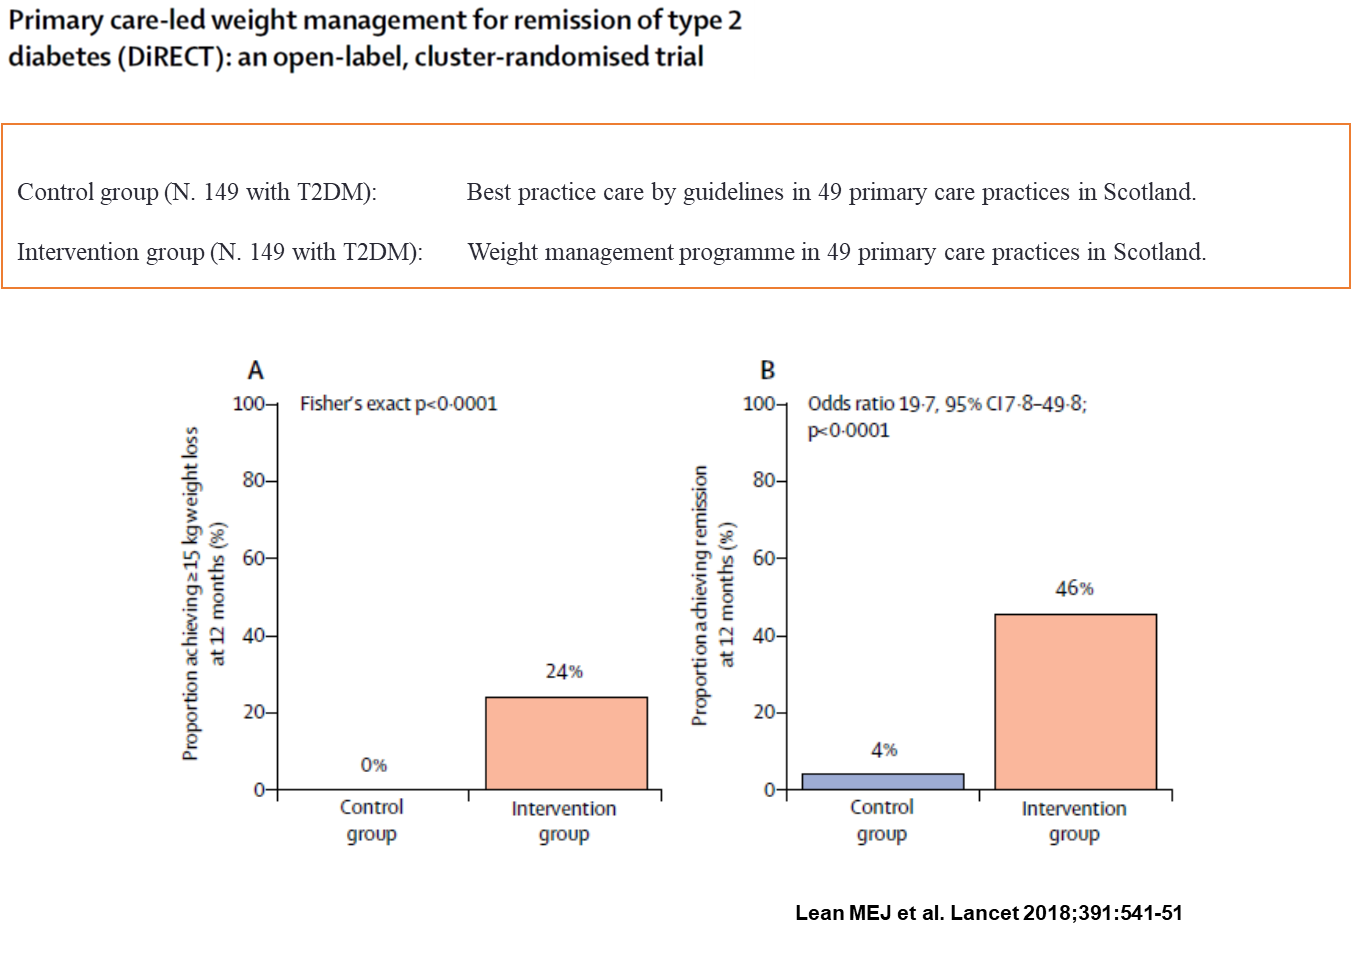 Primary care-led weight management for remission of type 2
diabetes (DiRECT): an open-label, cluster-randomised trial
Control group (N. 149 with T2DM): Best practice care by guidelines in 49 primary care practices in Scotland.
Intervention group (N. 149 with T2DM): Weight management programme in 49 primary care practices in Scotland.
A
Fisher's exact p<0·0001
Proportion achieving ≥15 kg weight loss
at 12 months (%)
100
80
60
40
20
0
0%
24%
Control
group
Intervention
group
B
Odds ratio 19·7, 95% CI 7·8–49·8;
p<0·0001
Proportion achieving remission
at 12 months (%)
100
80
60
40
20
0
4%
46%
Control
group
Intervention
group
Lean MEJ et al. Lancet 2018;391:541-51